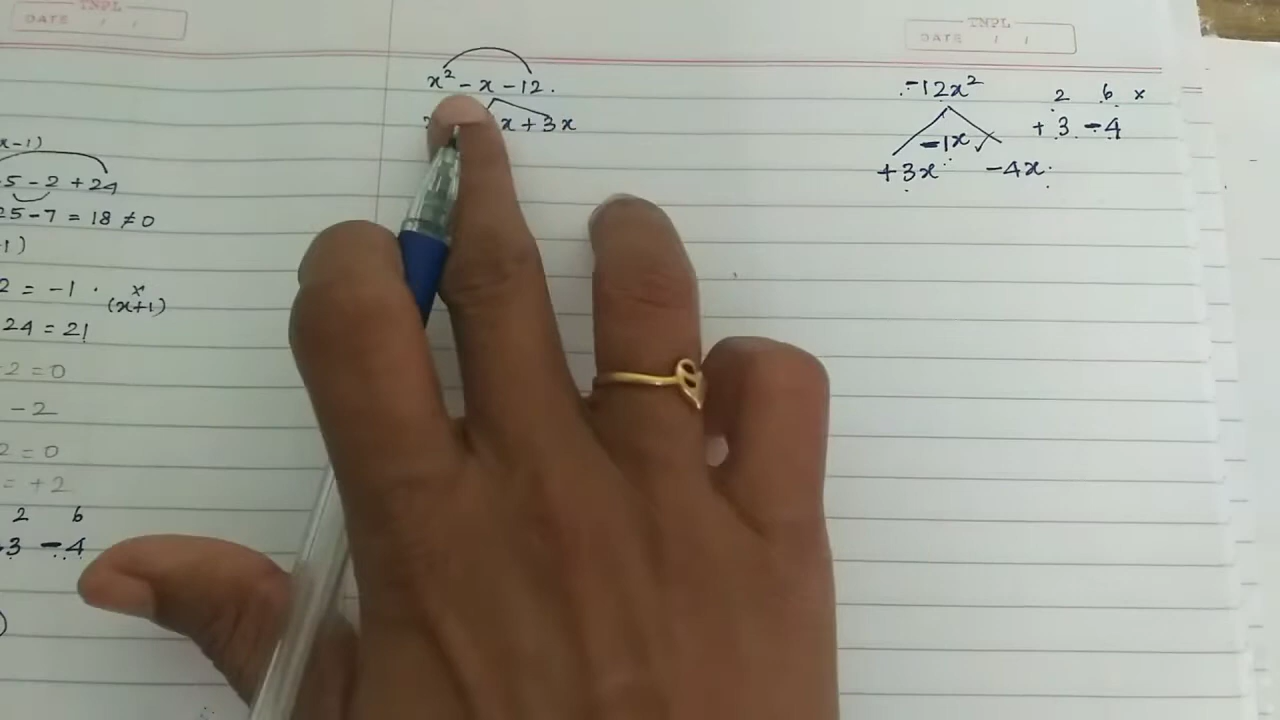 TNPL
DATE / /
x-1)
5 - 2 + 24
25 - 7 = 18 ≠ 0
1)
2 = -1 . x
(x+1)
24 = 21
2 = 0
- 2
2 = 0
= +2
2 6
3 - 4
)
x² - x - 12.
x + 3x
TNPL
DATE / /
-12x²
-1x ✓
+3x -4x
2 6 x
+3 -4